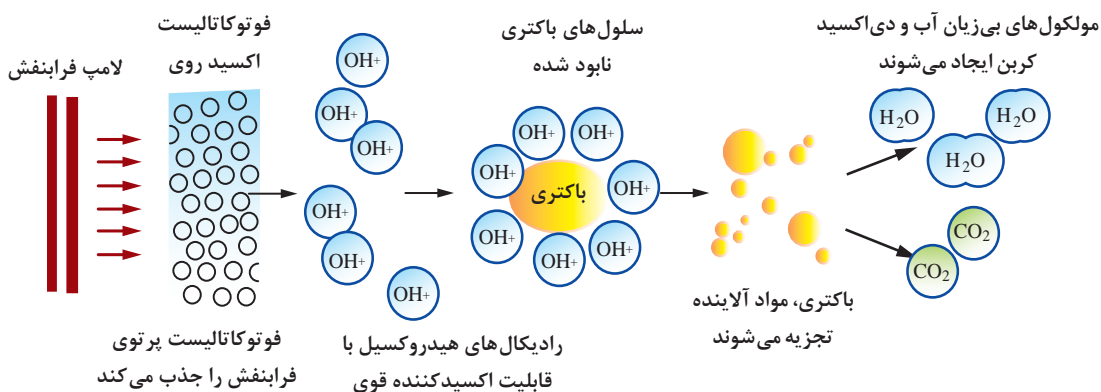 لامپ فرابنفش
فوتوکاتالیست
اکسید روی
فوتوکاتالیست پرتوی
فرابنفش را جذب می‌کند
OH+
OH+
OH+
OH+
OH+
OH+
رادیکال‌های هیدروکسیل با
قابلیت اکسیدکننده قوی
سلول‌های باکتری
نابود شده
OH+
OH+
OH+
OH+
باکتری
OH+
OH+
OH+
باکتری، مواد آلاینده
تجزیه می‌شوند
مولکول‌های بی‌زیان آب و دی‌اکسید
کربن ایجاد می‌شوند
H2O
H2O
H2O
CO2
CO2